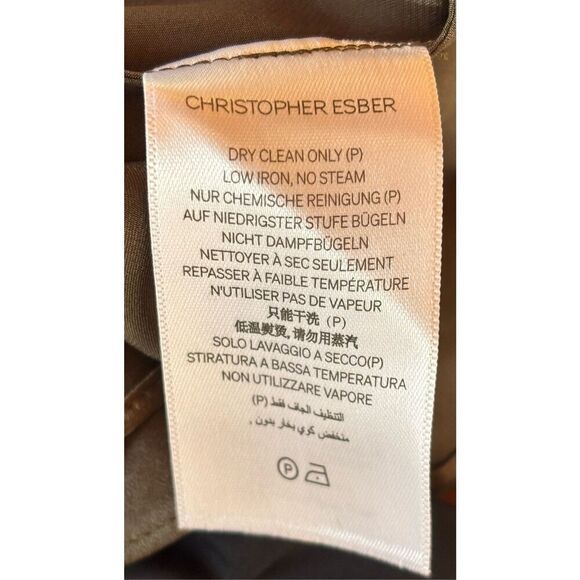 CHRISTOPHER ESBER
DRY CLEAN ONLY (P)
LOW IRON, NO STEAM
NUR CHEMISCHE REINIGUNG (P)
AUF NIEDRIGSTER STUFE BÜGELN
NICHT DAMPFBÜGELN
NETTOYER À SEC SEULEMENT
REPASSER À FAIBLE TEMPÉRATURE
N'UTILISER PAS DE VAPEUR
只能干洗 (P)
低温熨烫, 请勿用蒸汽
SOLO LAVAGGIO A SECCO(P)
STIRATURA A BASSA TEMPERATURA
NON UTILIZZARE VAPORE
التنظيف الجاف فقط (P)
منخفض كوي بخار بدون ,
P